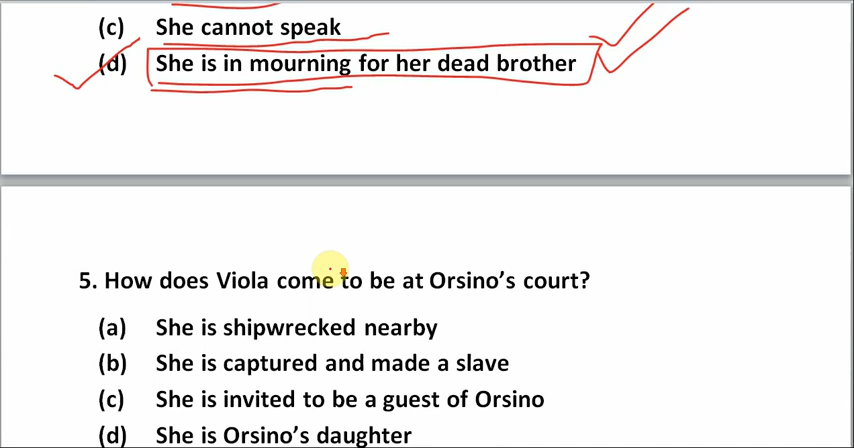 (c) She cannot speak
(d) She is in mourning for her dead brother
5. How does Viola come to be at Orsino's court?
(a) She is shipwrecked nearby
(b) She is captured and made a slave
(c) She is invited to be a guest of Orsino
(d) She is Orsino's daughter